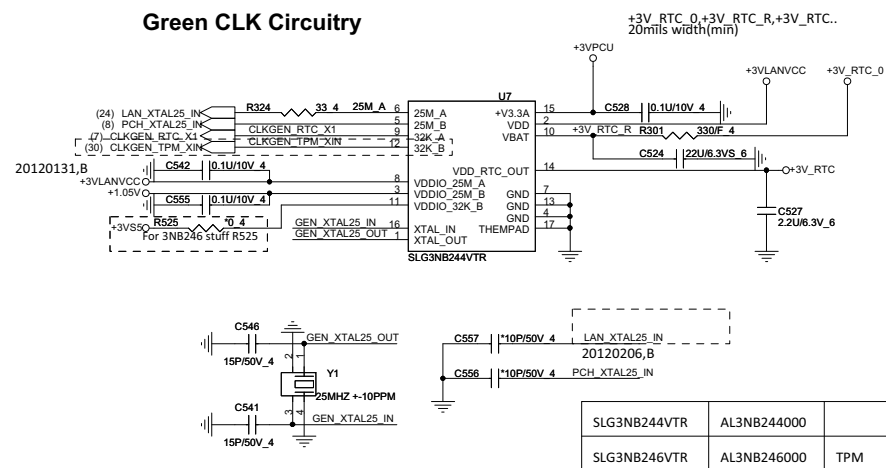 Green CLK Circuitry
+3V_RTC_0,+3V_RTC_R,+3V_RTC..
20mils width(min)
+3VPCU
+3VLANVCC
+3V_RTC_0
U7
(24) LAN_XTAL25_IN
R324
33_4
25M_A
6
25M_A
+V3.3A
15
C528
0.1U/10V_4
(8) PCH_XTAL25_IN
5
25M_B
VDD
2
(7) CLKGEN_RTC_X1
CLKGEN_RTC_X1
9
32K_A
VBAT
10
+3V_RTC_R
R301
330/F_4
(30) CLKGEN_TPM_XIN
CLKGEN_TPM_XIN
12
32K_B
C524
22U/6.3VS_6
20120131,B
C542
0.1U/10V_4
VDD_RTC_OUT
14
+3V_RTC
+3VLANVCC
8
VDDIO_25M_A
+1.05V
3
VDDIO_25M_B
GND
7
C555
0.1U/10V_4
11
VDDIO_32K_B
GND
13
C527
2.2U/6.3V_6
+3VS5
R525
*0_4
For 3NB246 stuff R525
GEN_XTAL25_IN
16
XTAL_IN
GND
4
GEN_XTAL25_OUT
1
XTAL_OUT
THEMPAD
17
SLG3NB244VTR
C546
15P/50V_4
GEN_XTAL25_OUT
2
1
Y1
25MHZ +-10PPM
3
4
C541
15P/50V_4
GEN_XTAL25_IN
C557
*10P/50V_4
LAN_XTAL25_IN
20120206,B
C556
*10P/50V_4
PCH_XTAL25_IN
SLG3NB244VTR AL3NB244000
SLG3NB246VTR AL3NB246000 TPM